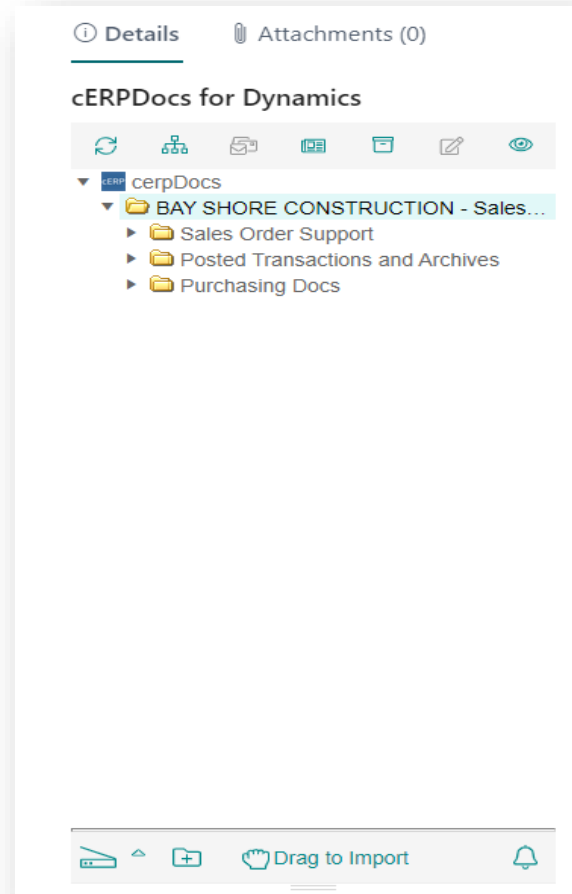 Details Attachments (0)
cERPDocs for Dynamics
cERP cerpDocs
BAY SHORE CONSTRUCTION - Sales...
Sales Order Support
Posted Transactions and Archives
Purchasing Docs
Drag to Import